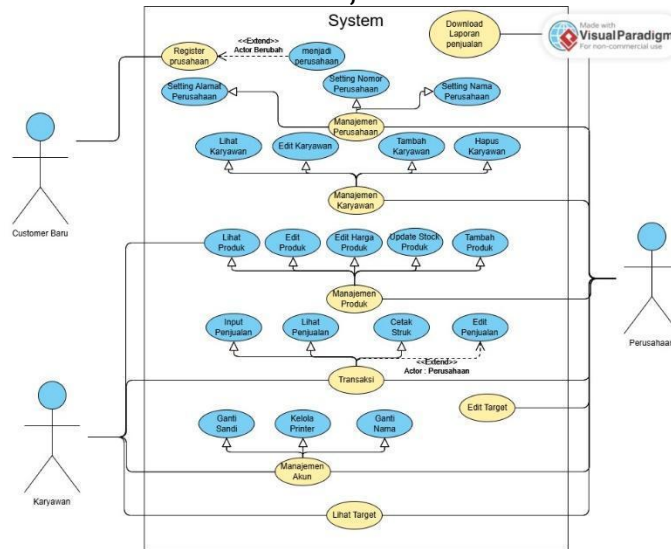 System
Made with
Visual Paradigm
For non-commercial use
Download
Laporan
penjualan
Register
prusahaan
<<Extend>>
Actor Berubah
menjadi
perusahaan
Setting Alamat
Perusahaan
Setting Nomor
Perusahaan
Setting Nama
Perusahaan
Manajemen
Perusahaan
Lihat
Karyawan
Edit Karyawan
Tambah
Karyawan
Hapus
Karyawan
Manajemen
Karyawan
Customer Baru
Lihat
Produk
Edit
Produk
Edit Harga
Produk
Update Stock
Produk
Tambah
Produk
Manajemen
Produk
Perusahaan
Input
Penjualan
Lihat
Penjualan
Cetak
Struk
Edit
Penjualan
<<Extend>>
Actor : Perusahaan
Transaksi
Edit Target
Ganti
Sandi
Kelola
Printer
Ganti
Nama
Manajemen
Akun
Karyawan
Lihat Target